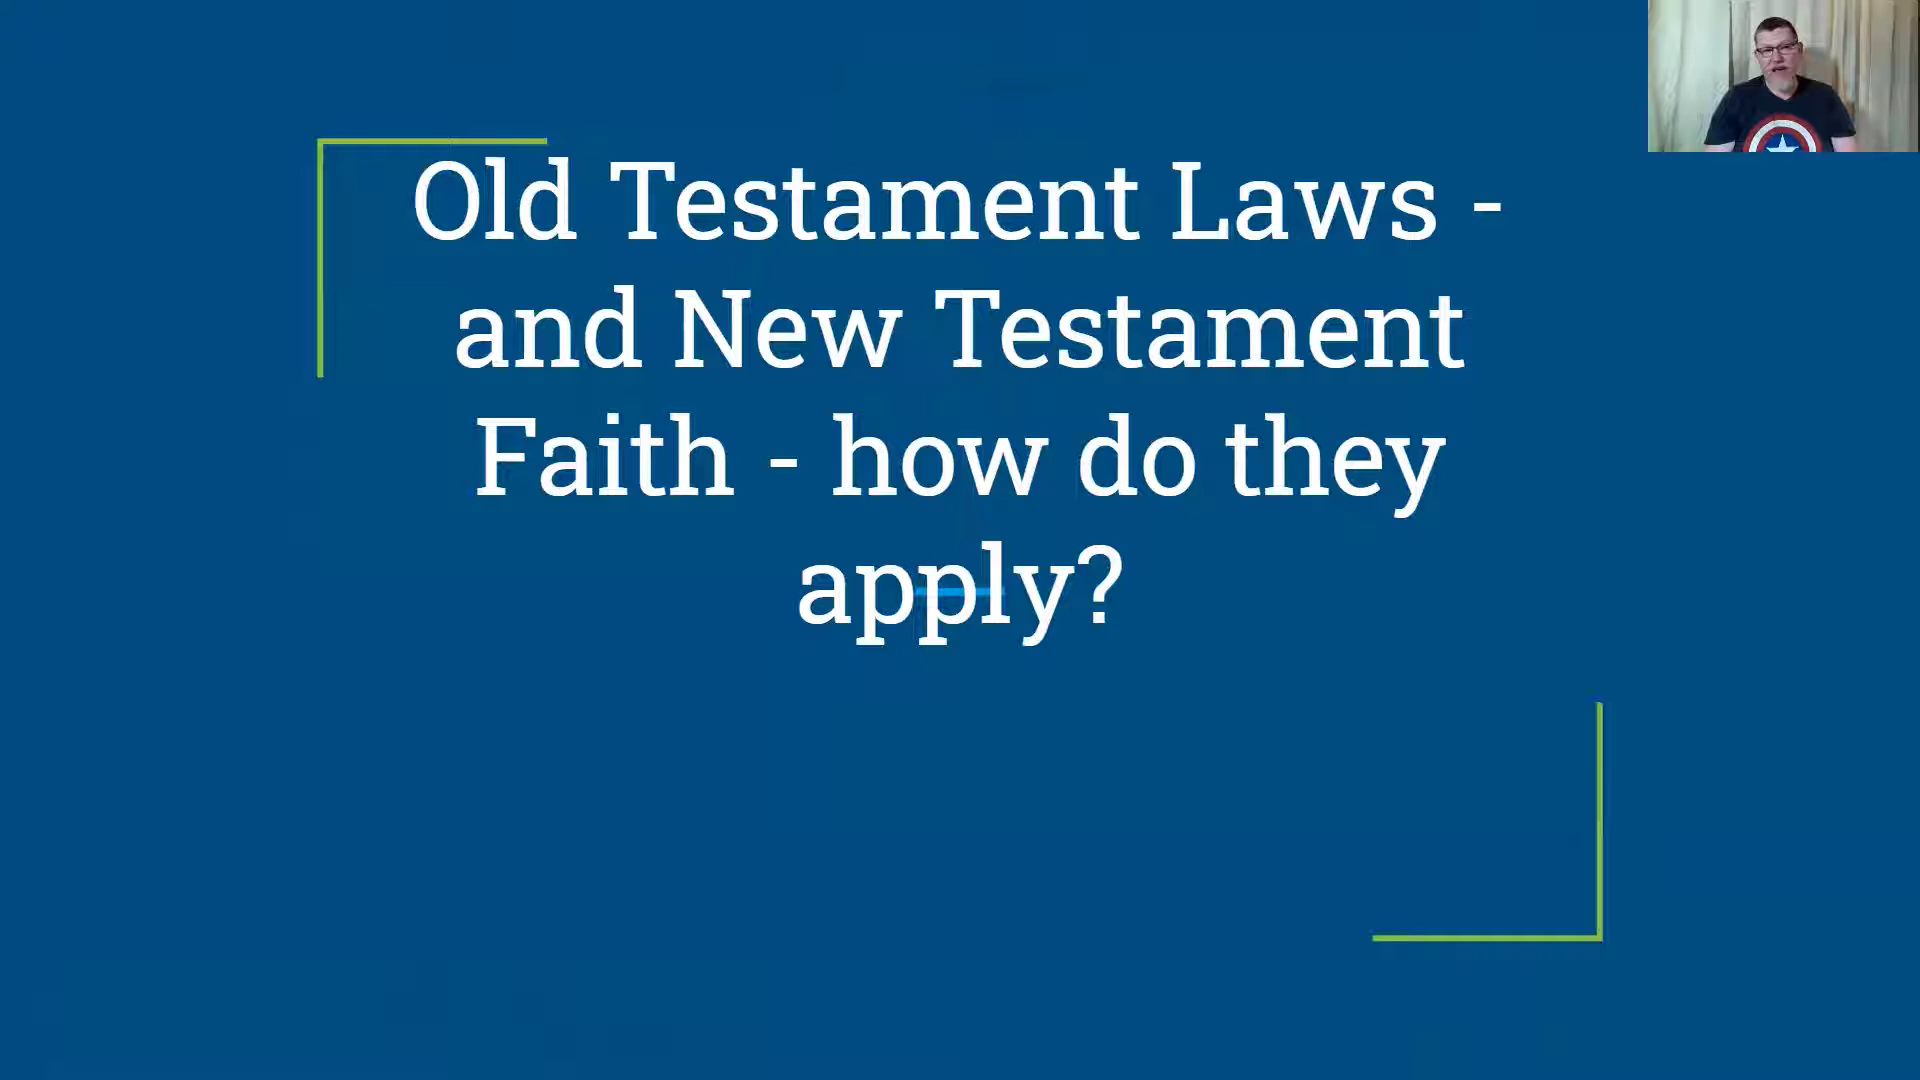 Old Testament Laws -
and New Testament
Faith - how do they
apply?